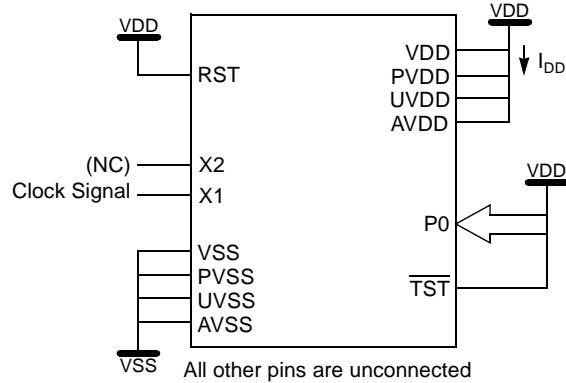 VDD
RST
(NC) X2
Clock Signal X1
VSS
PVSS
UVSS
AVSS
VSS
VDD
VDD
PVDD
UVDD
AVDD
I_DD
VDD
P0
TST
All other pins are unconnected